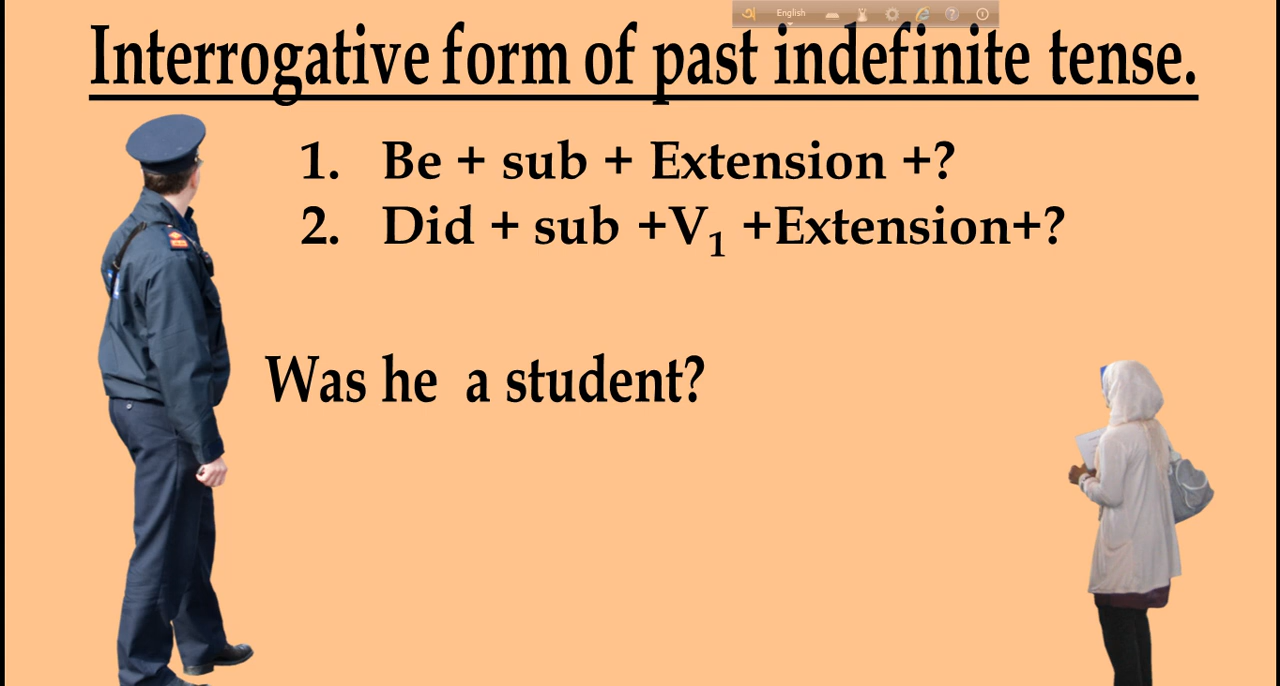 English
Interrogative form of past indefinite tense.
1. Be + sub + Extension +?
2. Did + sub +V₁ +Extension+?
Was he a student?